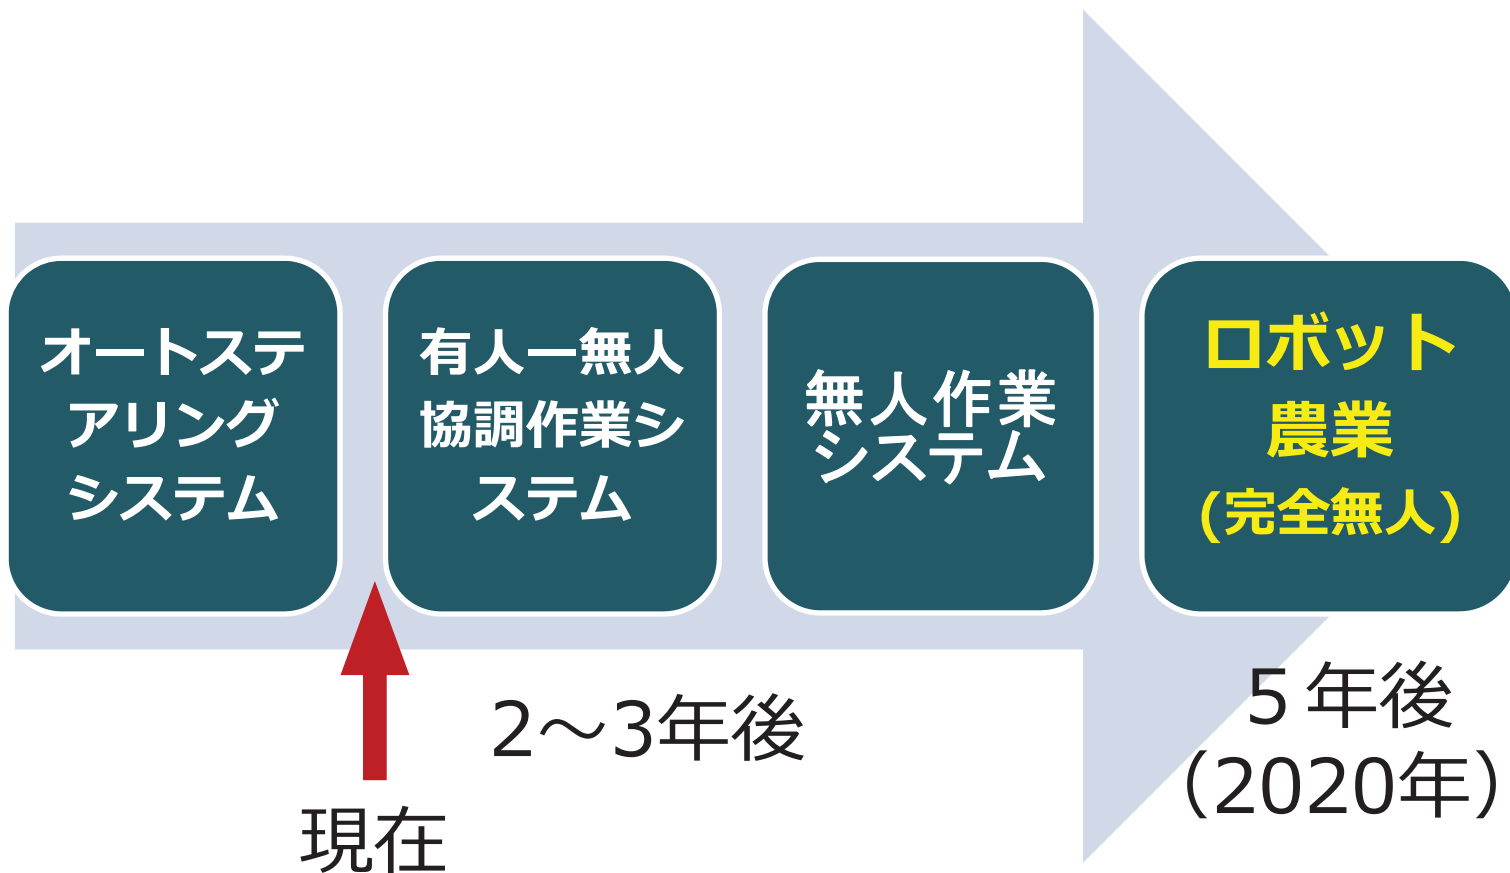 オートステ
アリング
システム
有人ー無人
協調作業シ
ステム
無人作業
システム
ロボット
農業
(完全無人)
現在
2～3年後
５年後
（2020年）